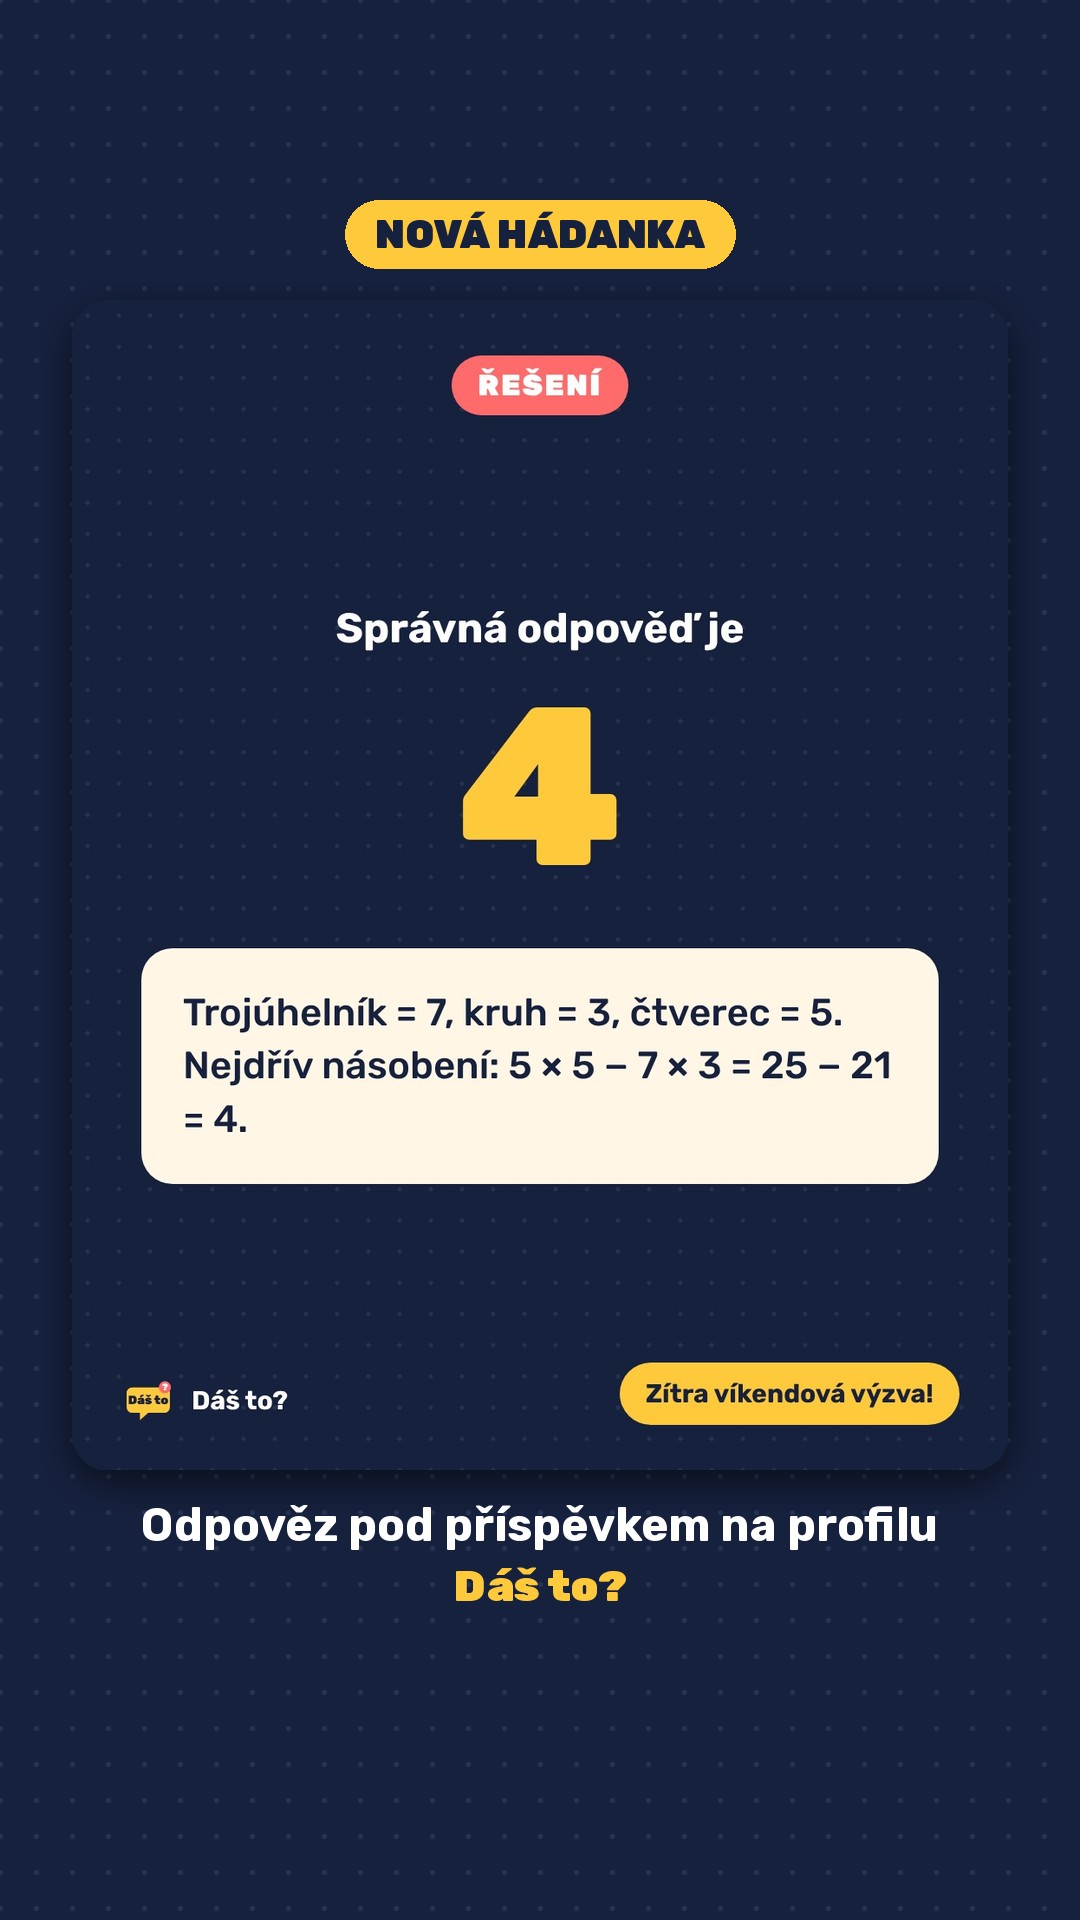 NOVÁ HÁDANKA
ŘEŠENÍ
Správná odpověď je
4
Trojúhelník = 7, kruh = 3, čtverec = 5.
Nejdřív násobení: 5 × 5 – 7 × 3 = 25 – 21
= 4.
Dáš to ?
Dáš to?
Zítra víkendová výzva!
Odpověz pod příspěvkem na profilu
Dáš to?